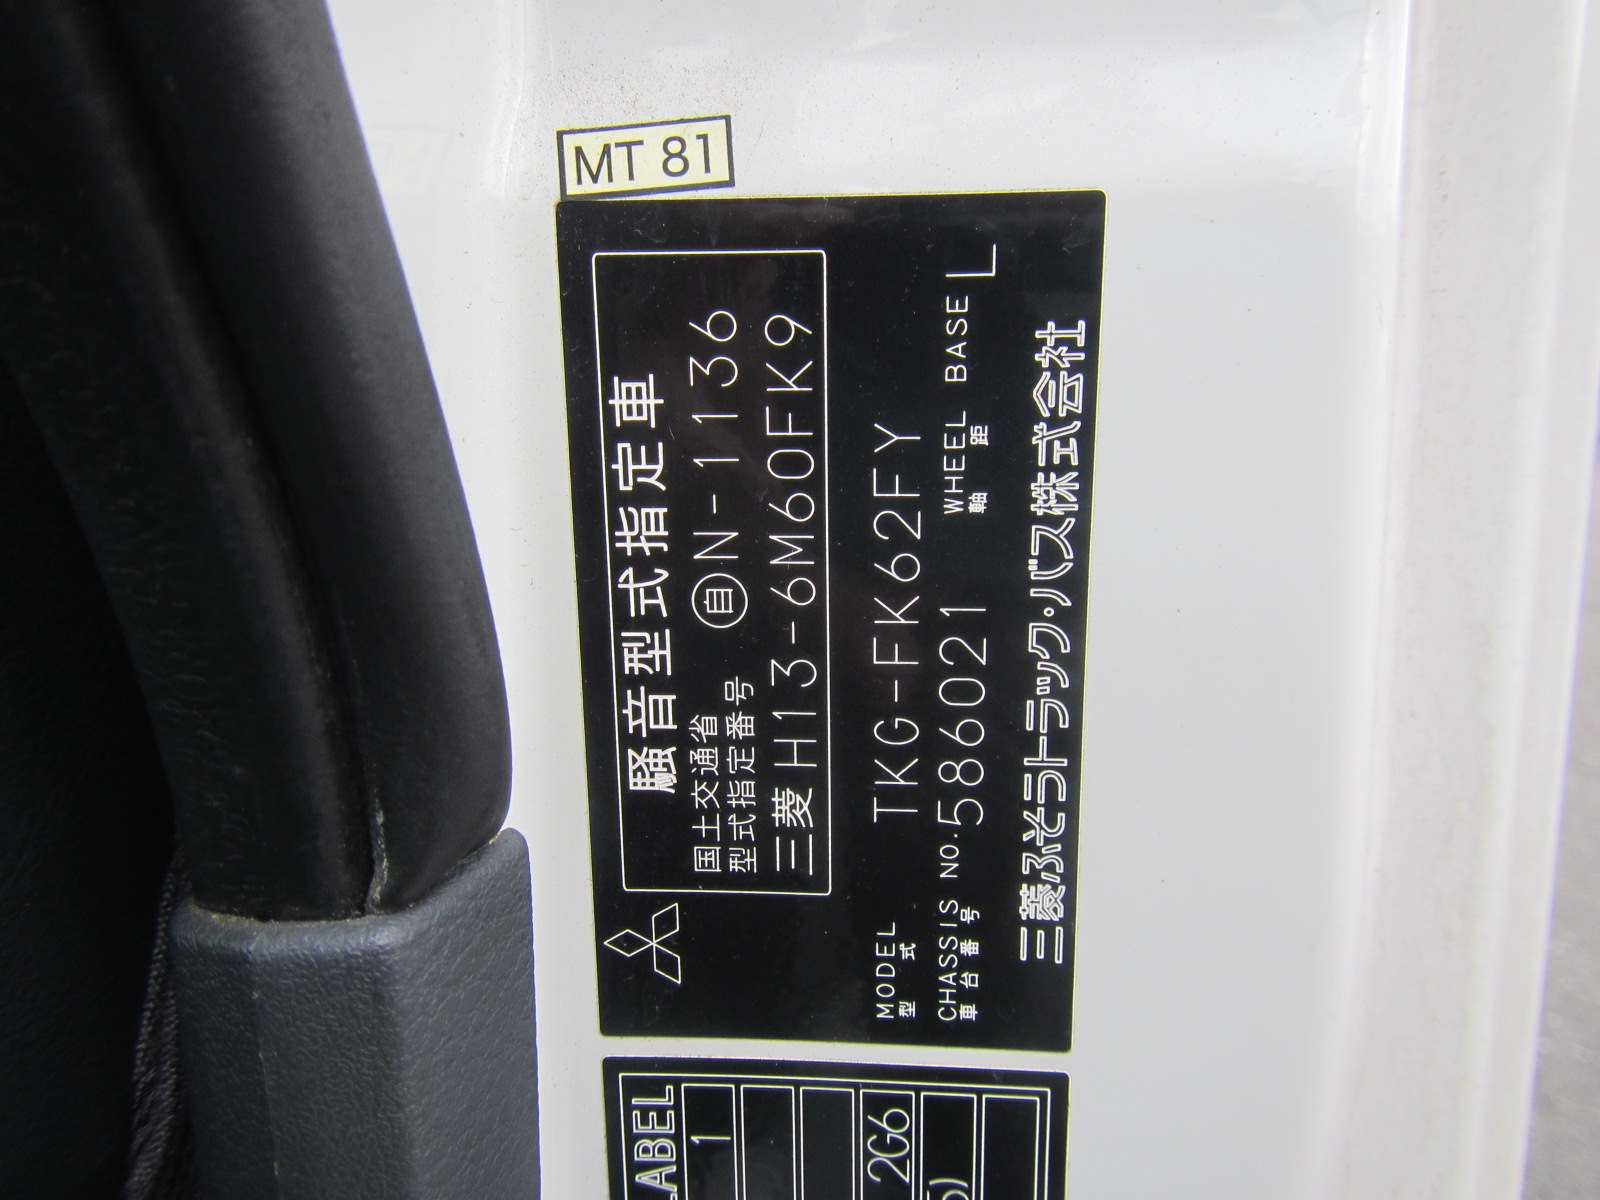 MT 81
騒音型式指定車
国土交通省
型式指定番号 自 N-1136
三菱 H13-6M60FK9
MODEL TKG-FK62FY
型式
CHASSIS NO. 586021 WHEEL BASE L
車台番号 軸距
三菱ふそうトラック・バス株式会社
LABEL
1
2G6